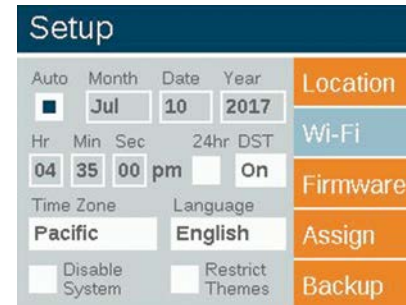 Setup
Auto Month Date Year
Jul 10 2017
Hr Min Sec 24hr DST
04 35 00 pm On
Time Zone Language
Pacific English
Disable System
Restrict Themes
Location
Wi-Fi
Firmware
Assign
Backup